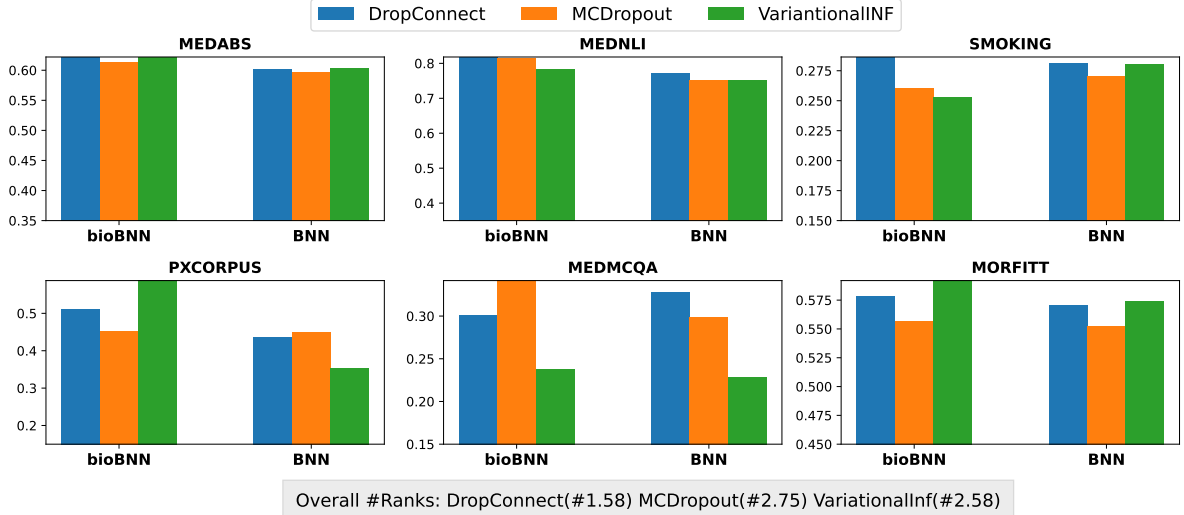 DropConnect MCDropout VariantionalINF
MEDABS
0.60
0.55
0.50
0.45
0.40
0.35
bioBNN BNN
MEDNLI
0.8
0.7
0.6
0.5
0.4
bioBNN BNN
SMOKING
0.275
0.250
0.225
0.200
0.175
0.150
bioBNN BNN
PXCORPUS
0.5
0.4
0.3
0.2
bioBNN BNN
MEDMCQA
0.30
0.25
0.20
0.15
bioBNN BNN
MORFITT
0.575
0.550
0.525
0.500
0.475
0.450
bioBNN BNN
Overall #Ranks: DropConnect(#1.58) MCDropout(#2.75) VariationalInf(#2.58)